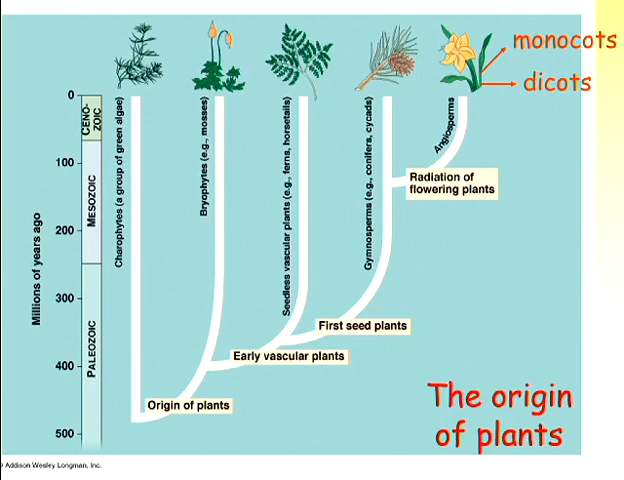 monocots
dicots
0
100
200
300
400
500
Millions of years ago
CENO-
ZOIC
MESOZOIC
PALEOZOIC
Charophytes (a group of green algae)
Bryophytes (e.g., mosses)
Seedless vascular plants (e.g., ferns, horsetails)
Gymnosperms (e.g., conifers, cycads)
Angiosperms
Radiation of
flowering plants
First seed plants
Early vascular plants
Origin of plants
The origin
of plants
Addison Wesley Longman, Inc.